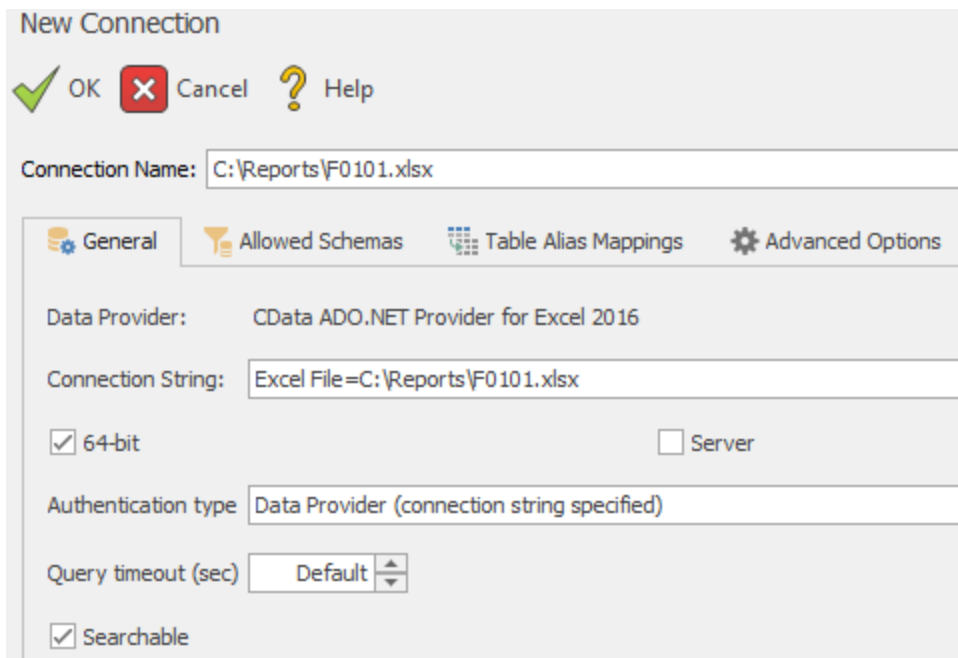 New Connection
OK Cancel Help
Connection Name: C:\Reports\F0101.xlsx
General Allowed Schemas Table Alias Mappings Advanced Options
Data Provider: CData ADO.NET Provider for Excel 2016
Connection String: Excel File=C:\Reports\F0101.xlsx
64-bit Server
Authentication type Data Provider (connection string specified)
Query timeout (sec) Default
Searchable